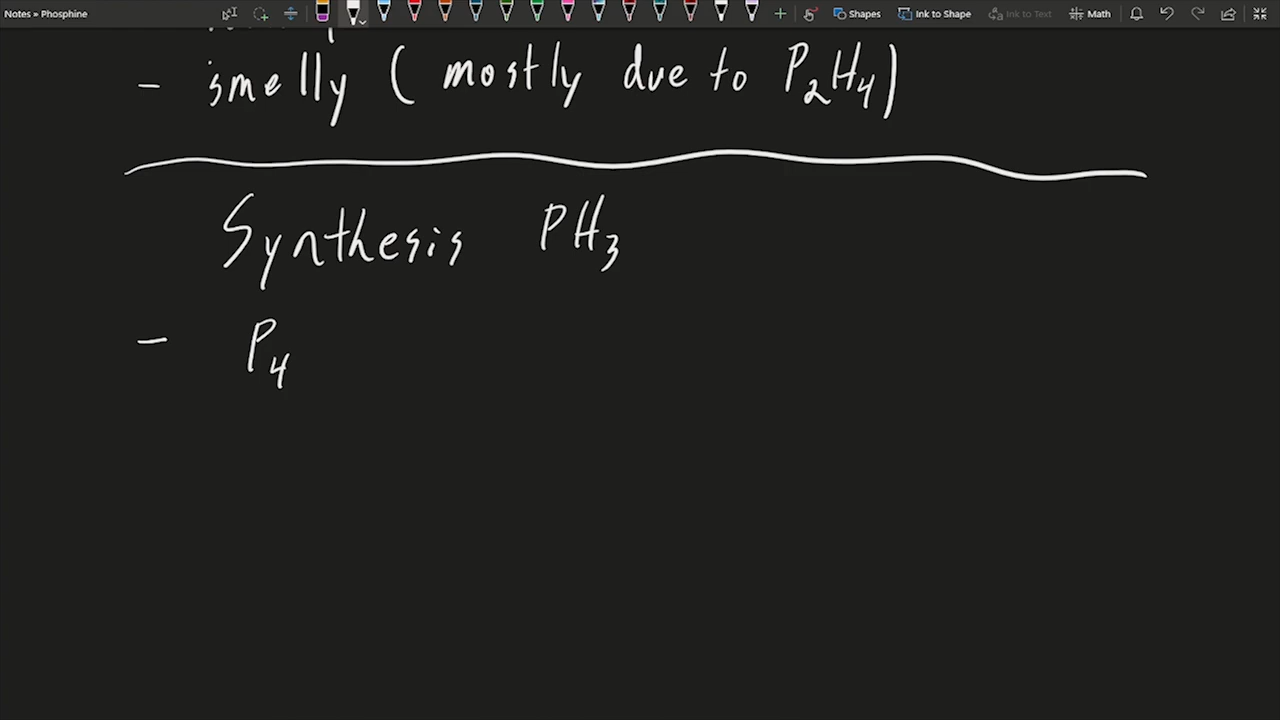 Notes » Phosphine Shapes Ink to Shape Ink to Text Math
- smelly (mostly due to P₂H₄)
Synthesis PH₃
- P₄